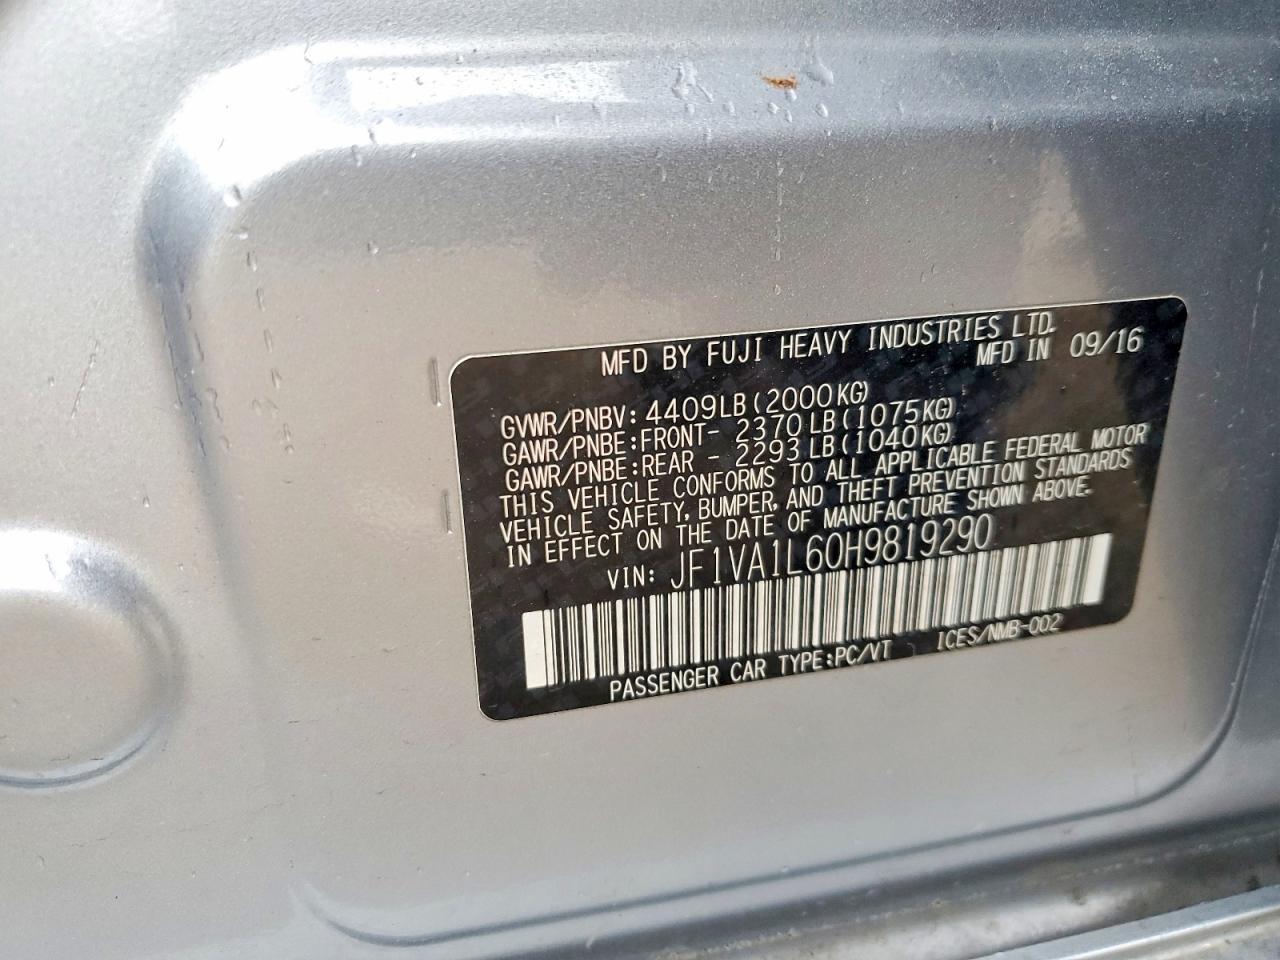 MFD BY FUJI HEAVY INDUSTRIES LTD.
MFD IN 09/16
GVWR/PNBV: 4409LB(2000KG)
GAWR/PNBE:FRONT- 2370LB(1075KG)
GAWR/PNBE:REAR - 2293LB(1040KG)
THIS VEHICLE CONFORMS TO ALL APPLICABLE FEDERAL MOTOR
VEHICLE SAFETY, BUMPER, AND THEFT PREVENTION STANDARDS
IN EFFECT ON THE DATE OF MANUFACTURE SHOWN ABOVE.
VIN: JF1VA1L60H9819290
PASSENGER CAR TYPE:PC/VT ICES/NMB-002